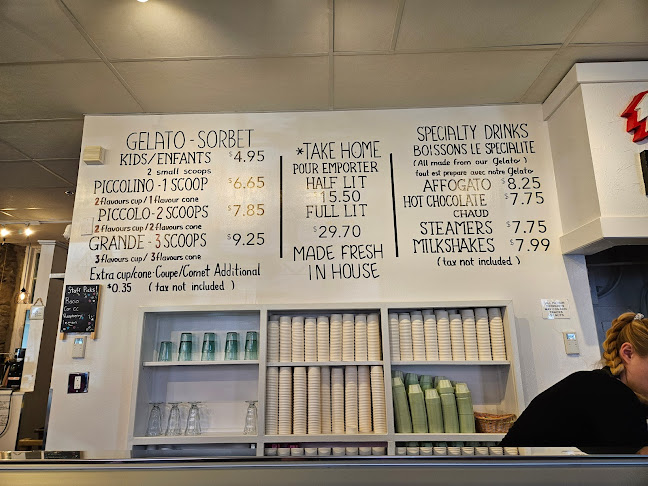 GELATO - SORBET
KIDS/ENFANTS $4.95
2 small scoops
PICCOLINO - 1 SCOOP $6.65
2 flavours cup / 1 flavour cone
PICCOLO - 2 SCOOPS $7.85
2 flavours cup / 2 flavours cone
GRANDE - 3 SCOOPS $9.25
3 flavours cup / 3 flavours cone
Extra cup/cone-Coupe/Cornet Additional
$0.35 (tax not included)
*TAKE HOME
POUR EMPORTER
HALF LIT
15.50
FULL LIT
$29.70
MADE FRESH
IN HOUSE
SPECIALTY DRINKS
BOISSONS LE SPECIALITE
(All made from our Gelato)
tout est prepare avec notre Gelato
AFFOGATO $8.25
HOT CHOCOLATE $7.75
CHAUD
STEAMERS $7.75
MILKSHAKES $7.99
(tax not included)
Staff Picks!